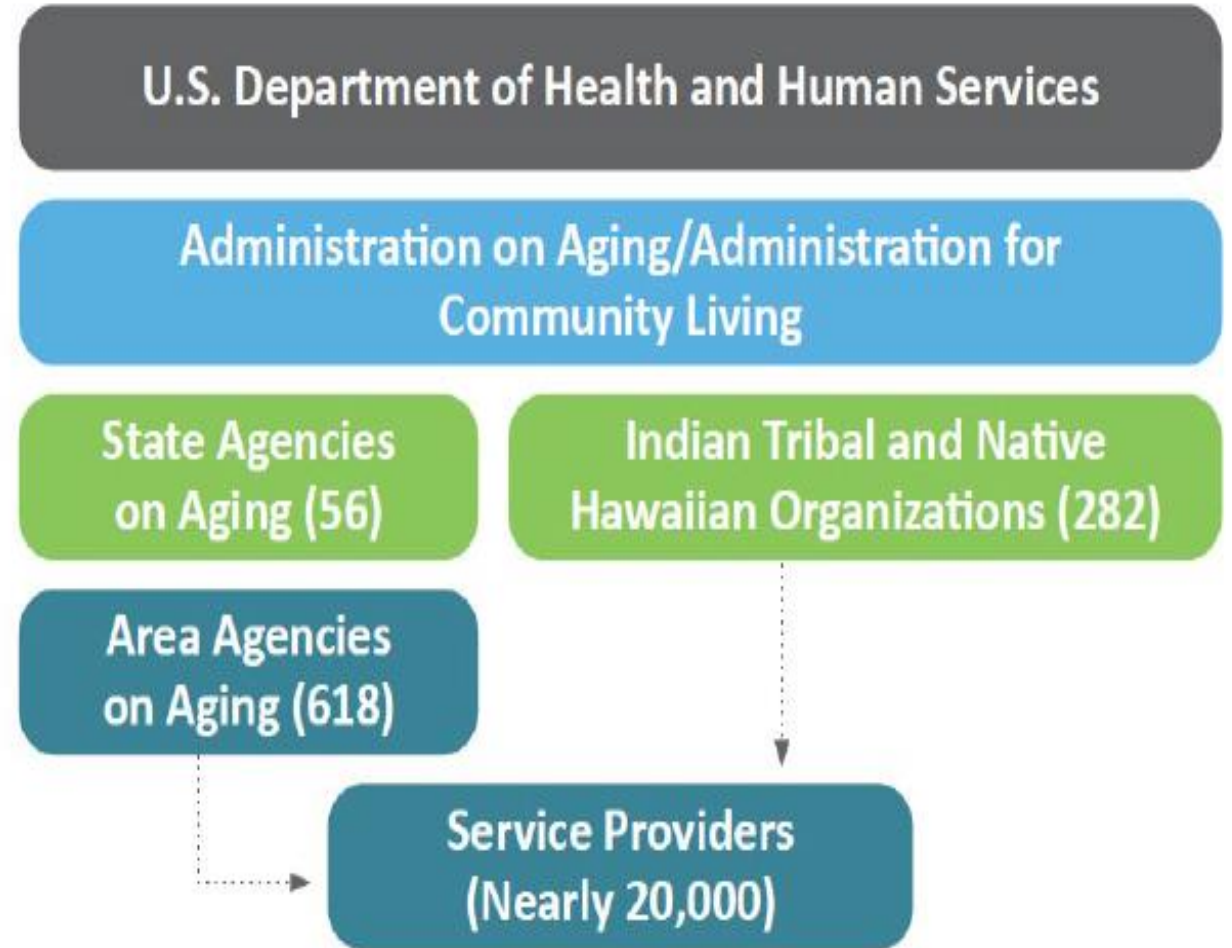 U.S. Department of Health and Human Services
Administration on Aging/Administration for
Community Living
State Agencies
on Aging (56)
Indian Tribal and Native
Hawaiian Organizations (282)
Area Agencies
on Aging (618)
Service Providers
(Nearly 20,000)